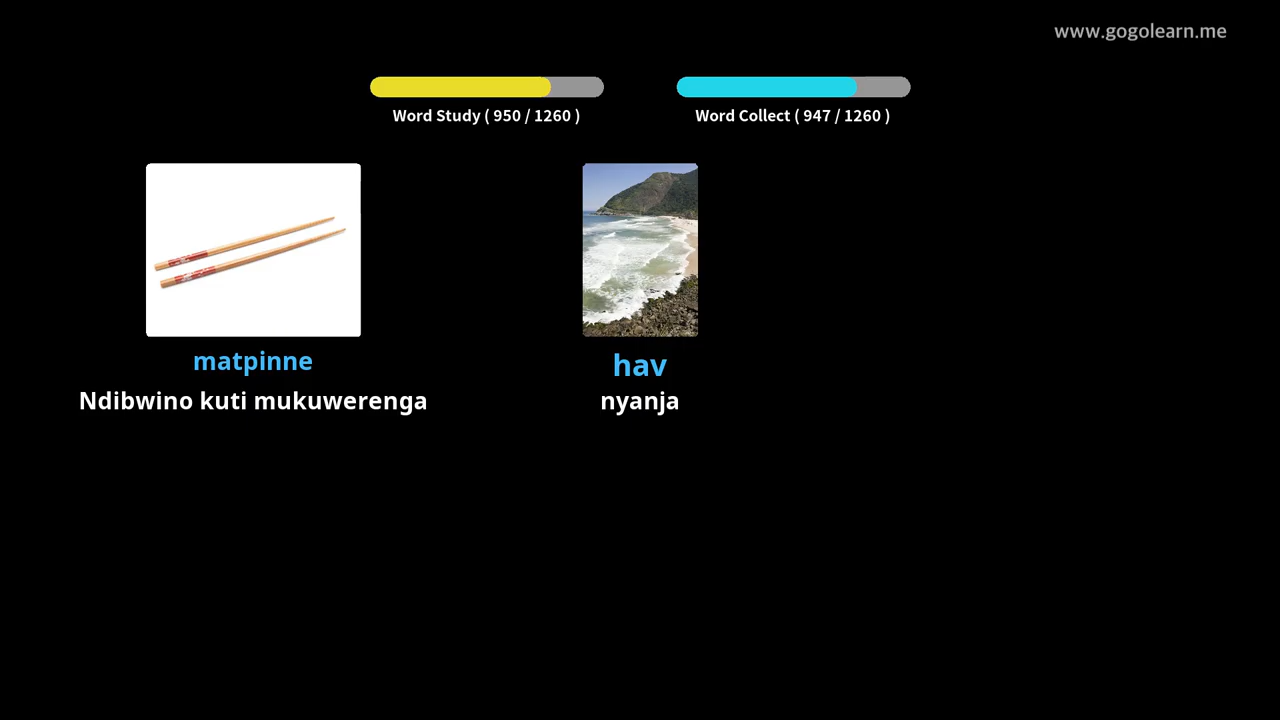 www.gogolearn.me
Word Study ( 950 / 1260 )
Word Collect ( 947 / 1260 )
matpinne
Ndibwino kuti mukuwerenga
hav
nyanja